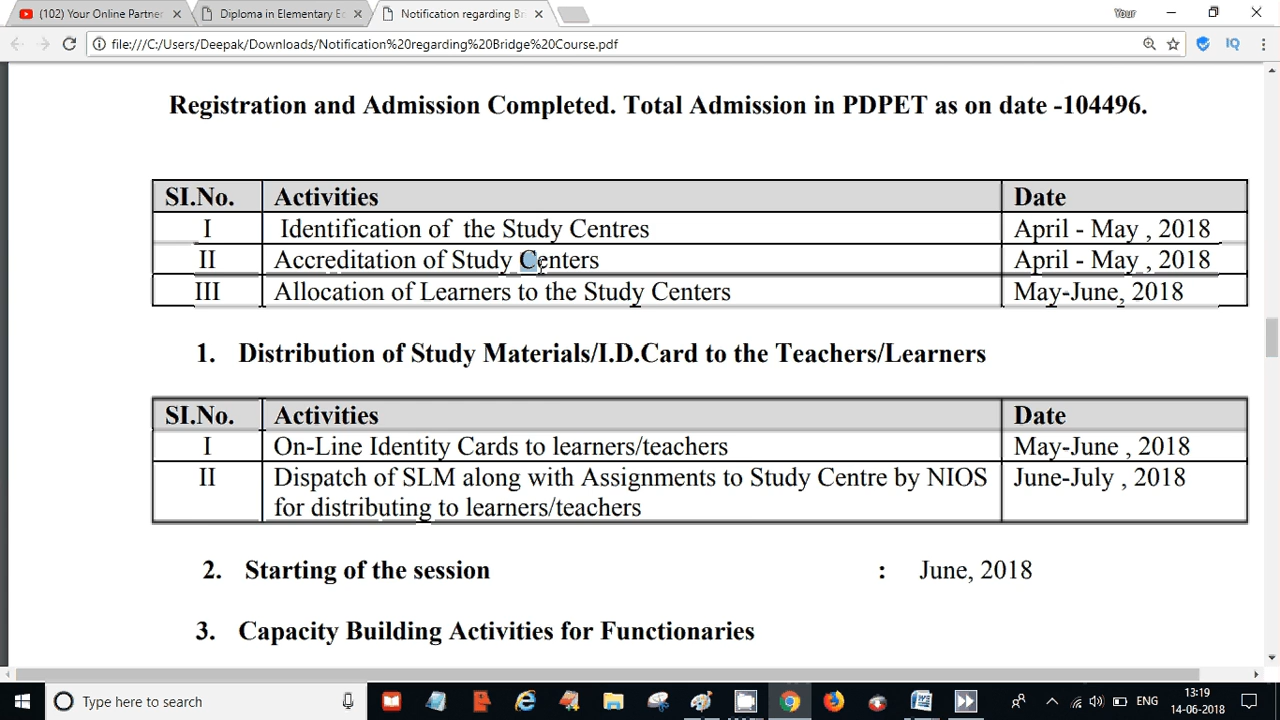 (102) Your Online Partner
Diploma in Elementary Ec
Notification regarding Br
Your
file:///C:/Users/Deepak/Downloads/Notification%20regarding%20Bridge%20Course.pdf
IQ
Registration and Admission Completed. Total Admission in PDPET as on date -104496.
SI.No. Activities Date
I Identification of the Study Centres April - May , 2018
II Accreditation of Study Centers April - May , 2018
III Allocation of Learners to the Study Centers May-June, 2018
1. Distribution of Study Materials/I.D.Card to the Teachers/Learners
SI.No. Activities Date
I On-Line Identity Cards to learners/teachers May-June , 2018
II Dispatch of SLM along with Assignments to Study Centre by NIOS June-July , 2018
for distributing to learners/teachers
2. Starting of the session : June, 2018
3. Capacity Building Activities for Functionaries
Type here to search
ENG
13:19
14-06-2018